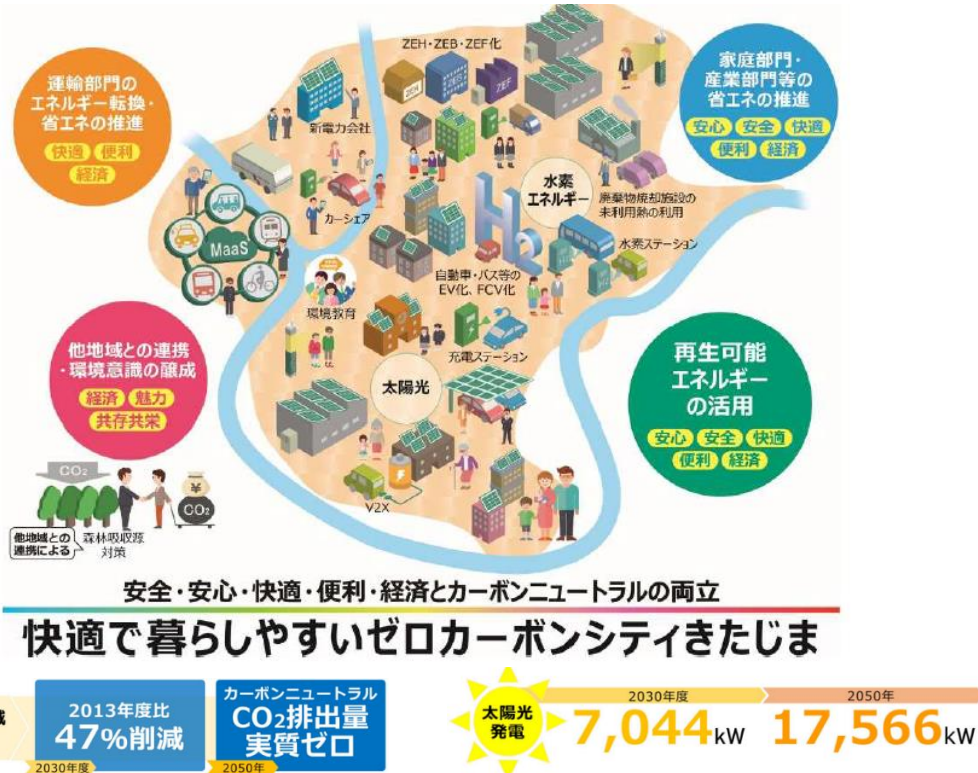 運輸部門の
エネルギー転換・
省エネの推進
快適 便利
経済
ZEH・ZEB・ZEF化
ZEH
ZEB
ZEF
新電力会社
家庭部門・
産業部門等の
省エネの推進
安心 安全 快適
便利 経済
MaaS
カーシェア
水素
エネルギー
H2
廃棄物焼却施設の
未利用熱の利用
水素ステーション
自動車・バス等の
EV化、FCV化
環境教育
充電ステーション
太陽光
V2X
他地域との連携
・環境意識の醸成
経済 魅力
共存共栄
再生可能
エネルギー
の活用
安心 安全 快適
便利 経済
CO2
¥
CO2
他地域との
連携による
森林吸収源
対策
安全・安心・快適・便利・経済とカーボンニュートラルの両立
快適で暮らしやすいゼロカーボンシティきたじま
2013年度比
47%削減
2030年度
カーボンニュートラル
CO2排出量
実質ゼロ
2050年
太陽光
発電
2030年度
7,044kW
2050年
17,566kW